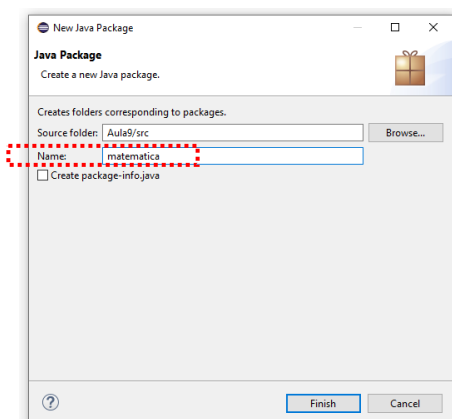 New Java Package
Java Package
Create a new Java package.
Creates folders corresponding to packages.
Source folder: Aula9/src Browse...
Name: matematica
Create package-info.java
? Finish Cancel